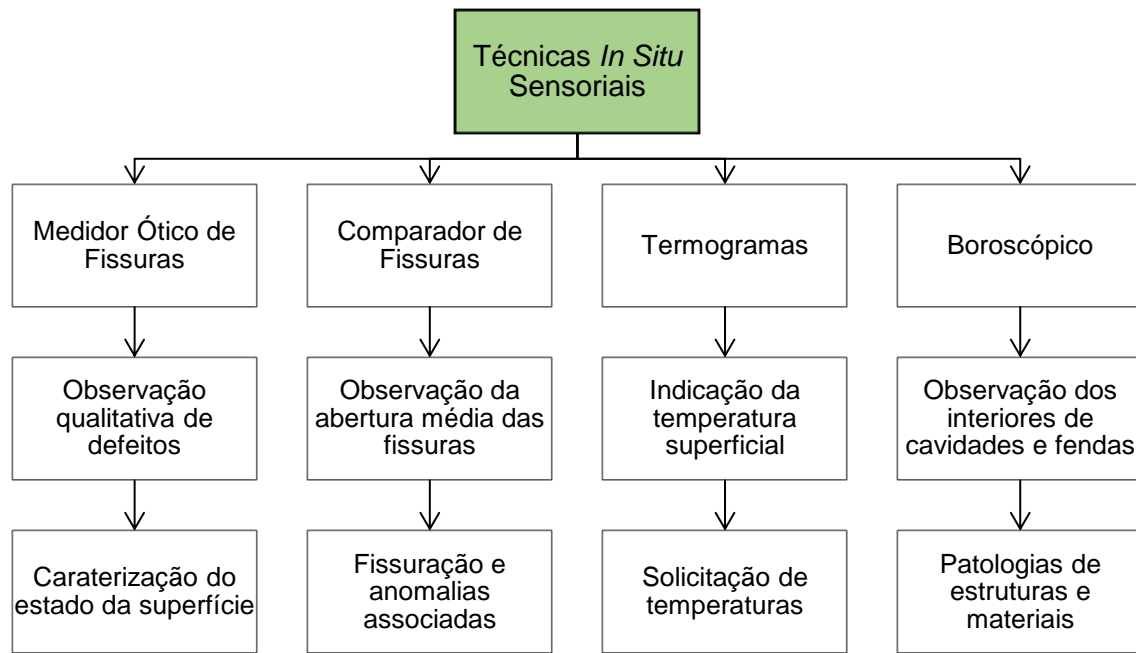 Técnicas In Situ
Sensoriais
Medidor Ótico de
Fissuras
Comparador de
Fissuras
Termogramas
Boroscópico
Observação
qualitativa de
defeitos
Observação da
abertura média das
fissuras
Indicação da
temperatura
superficial
Observação dos
interiores de
cavidades e fendas
Caraterização do
estado da superfície
Fissuração e
anomalias
associadas
Solicitação de
temperaturas
Patologias de
estruturas e
materiais